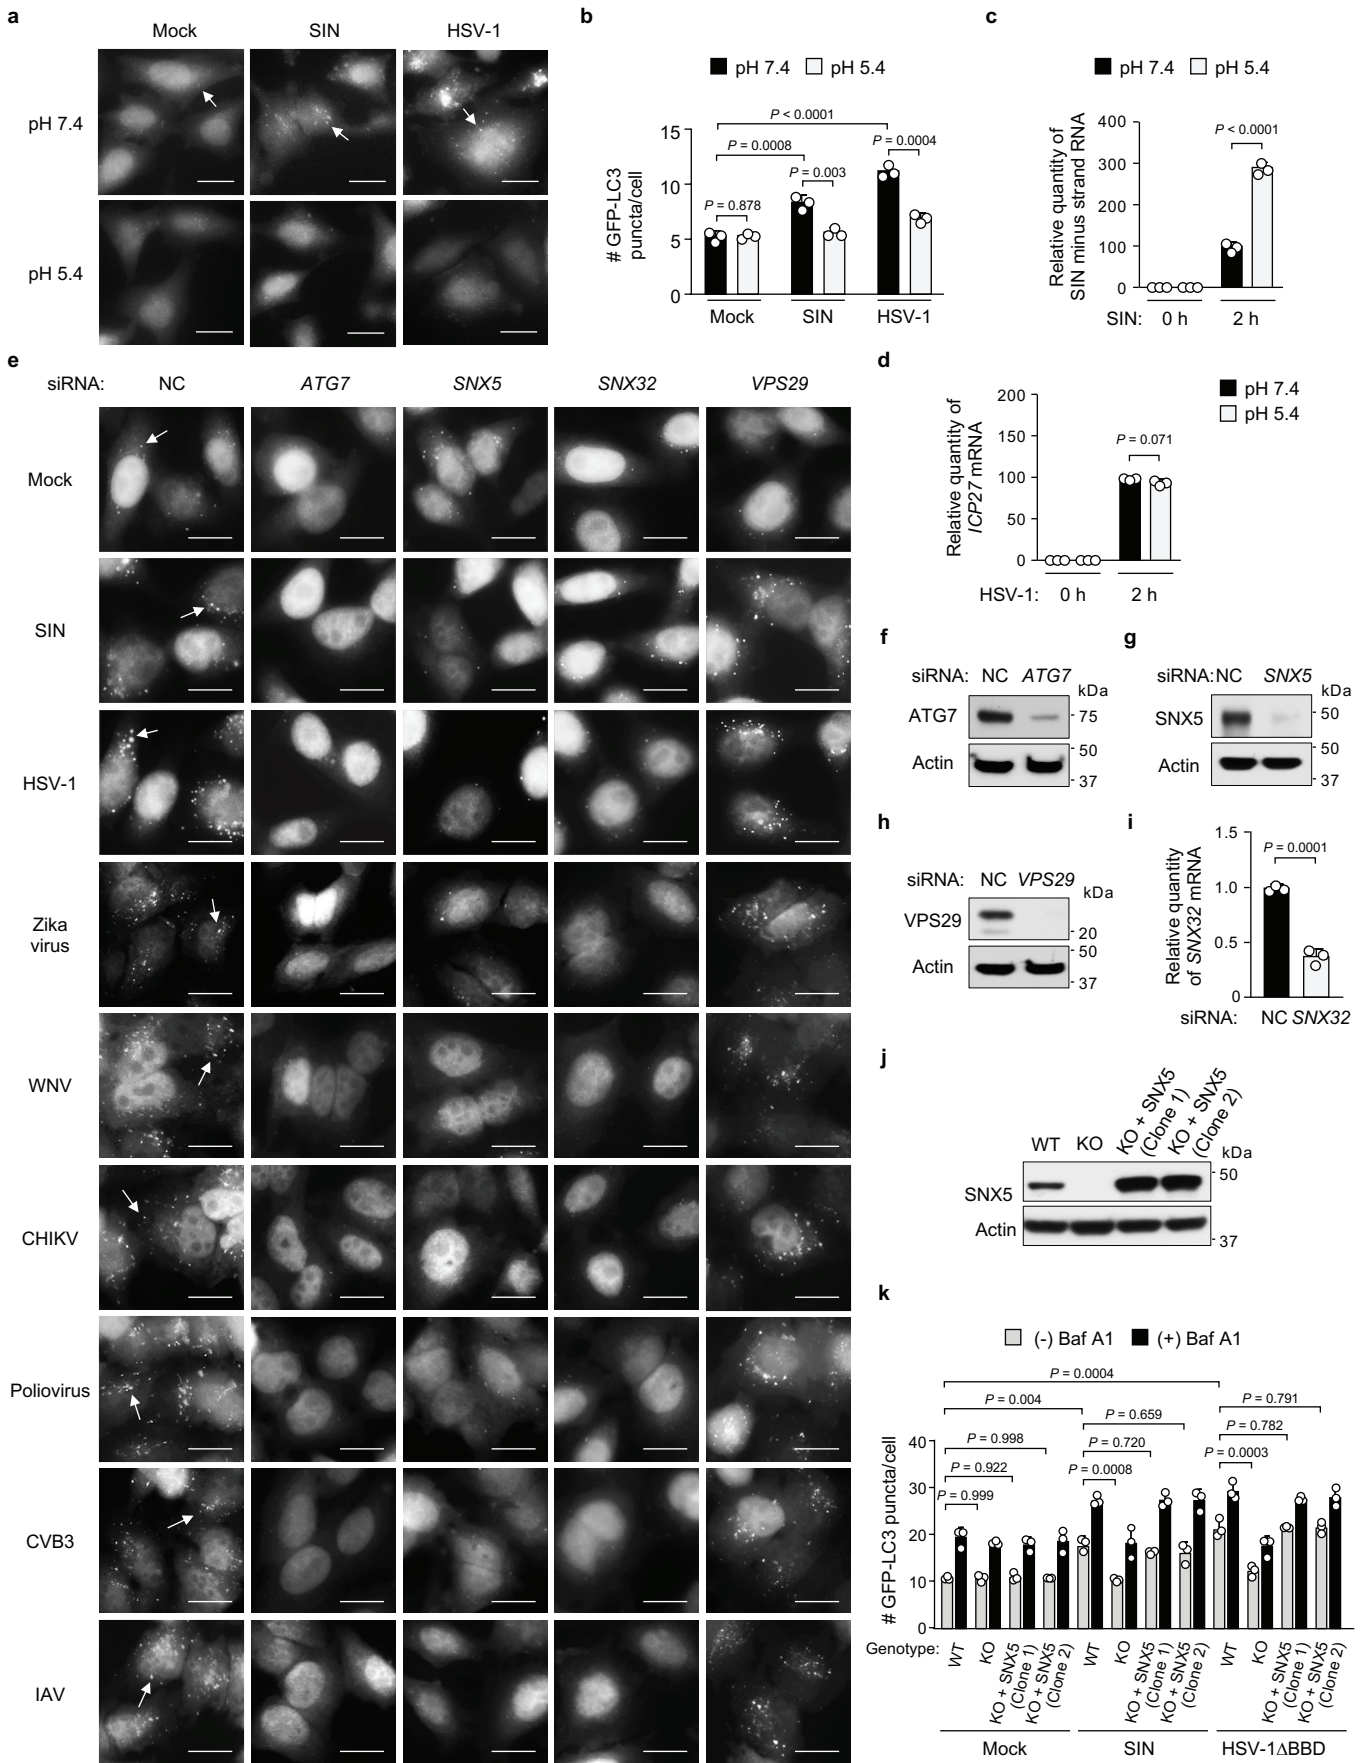 a
Mock SIN HSV-1
pH 7.4
pH 5.4
b
pH 7.4 pH 5.4
# GFP-LC3
puncta/cell
15
10
5
0
P < 0.0001
P = 0.0008
P = 0.0004
P = 0.003
P = 0.878
Mock SIN HSV-1
c
pH 7.4 pH 5.4
Relative quantity of
SIN minus strand RNA
400
300
200
100
0
P < 0.0001
SIN: 0 h 2 h
d
pH 7.4
pH 5.4
Relative quantity of
ICP27 mRNA
200
150
100
50
0
P = 0.071
HSV-1: 0 h 2 h
e
siRNA: NC ATG7 SNX5 SNX32 VPS29
Mock
SIN
HSV-1
Zika
virus
WNV
CHIKV
Poliovirus
CVB3
IAV
f
siRNA: NC ATG7
kDa
ATG7
75
Actin
50
37
g
siRNA: NC SNX5
kDa
SNX5
50
Actin
50
37
h
siRNA: NC VPS29
kDa
VPS29
20
Actin
50
37
i
Relative quantity
of SNX32 mRNA
1.5
1.0
0.5
0
P = 0.0001
siRNA: NC SNX32
j
WT KO KO + SNX5
(Clone 1)
KO + SNX5
(Clone 2)
kDa
SNX5
50
Actin
37
k
(-) Baf A1 (+) Baf A1
# GFP-LC3 puncta/cell
40
30
20
10
0
P = 0.0004
P = 0.004
P = 0.791
P = 0.659
P = 0.782
P = 0.998
P = 0.720
P = 0.0003
P = 0.922
P = 0.0008
P = 0.999
Genotype:
WT
KO
KO + SNX5
(Clone 1)
KO + SNX5
(Clone 2)
WT
KO
KO + SNX5
(Clone 1)
KO + SNX5
(Clone 2)
WT
KO
KO + SNX5
(Clone 1)
KO + SNX5
(Clone 2)
Mock SIN HSV-1ΔBBD